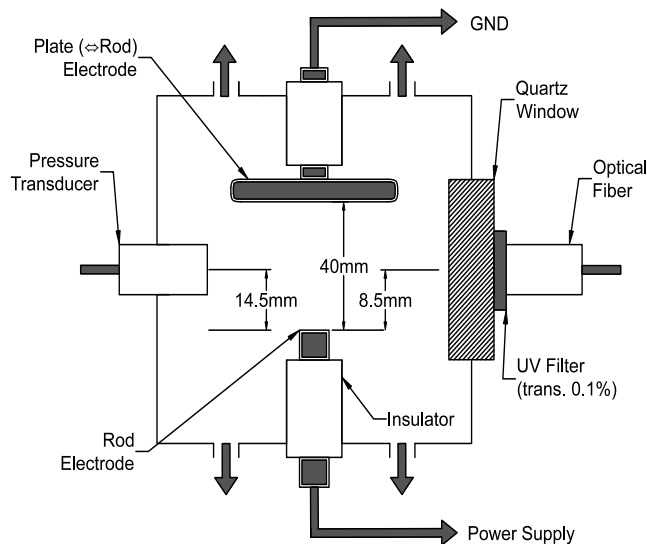 GND
Plate (⇔Rod)
Electrode
Quartz
Window
Pressure
Transducer
Optical
Fiber
40mm
14.5mm
8.5mm
UV Filter
(trans. 0.1%)
Insulator
Rod
Electrode
Power Supply